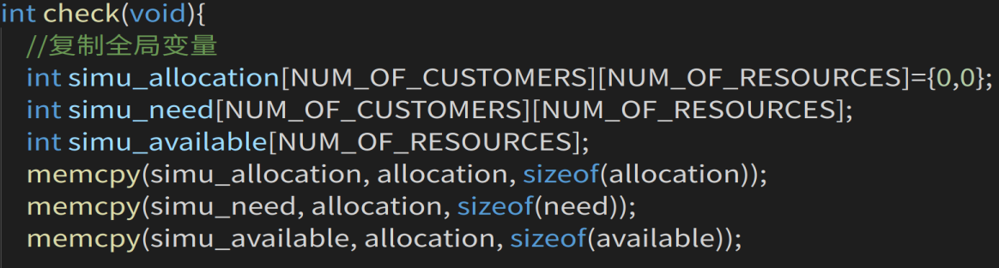 int check(void){
//复制全局变量
int simu_allocation[NUM_OF_CUSTOMERS][NUM_OF_RESOURCES]={0,0};
int simu_need[NUM_OF_CUSTOMERS][NUM_OF_RESOURCES];
int simu_available[NUM_OF_RESOURCES];
memcpy(simu_allocation, allocation, sizeof(allocation));
memcpy(simu_need, allocation, sizeof(need));
memcpy(simu_available, allocation, sizeof(available));